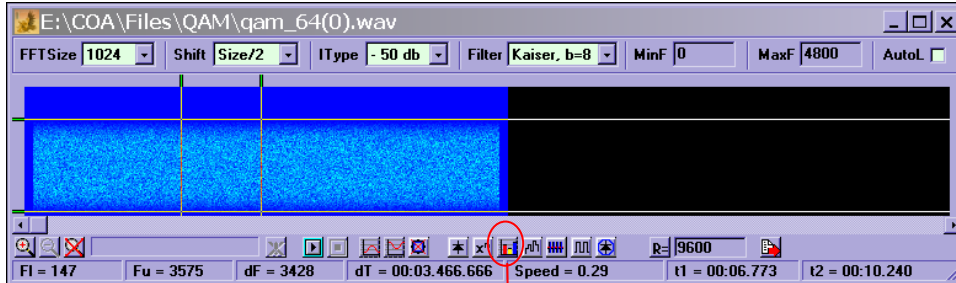 E:\COA\Files\QAM\qam_64(0).wav
FFTSize 1024 Shift Size/2 IType - 50 db Filter Kaiser, b=8 MinF 0 MaxF 4800 AutoL
R= 9600
Fl = 147 Fu = 3575 dF = 3428 dT = 00:03.466.666 Speed = 0.29 t1 = 00:06.773 t2 = 00:10.240